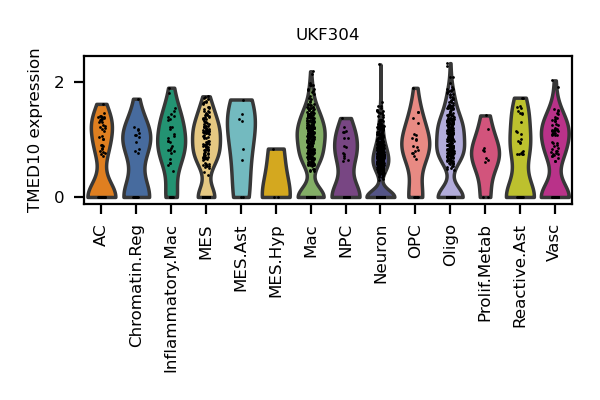 UKF304
TMED10 expression
2
0
AC
Chromatin.Reg
Inflammatory.Mac
MES
MES.Ast
MES.Hyp
Mac
NPC
Neuron
OPC
Oligo
Prolif.Metab
Reactive.Ast
Vasc